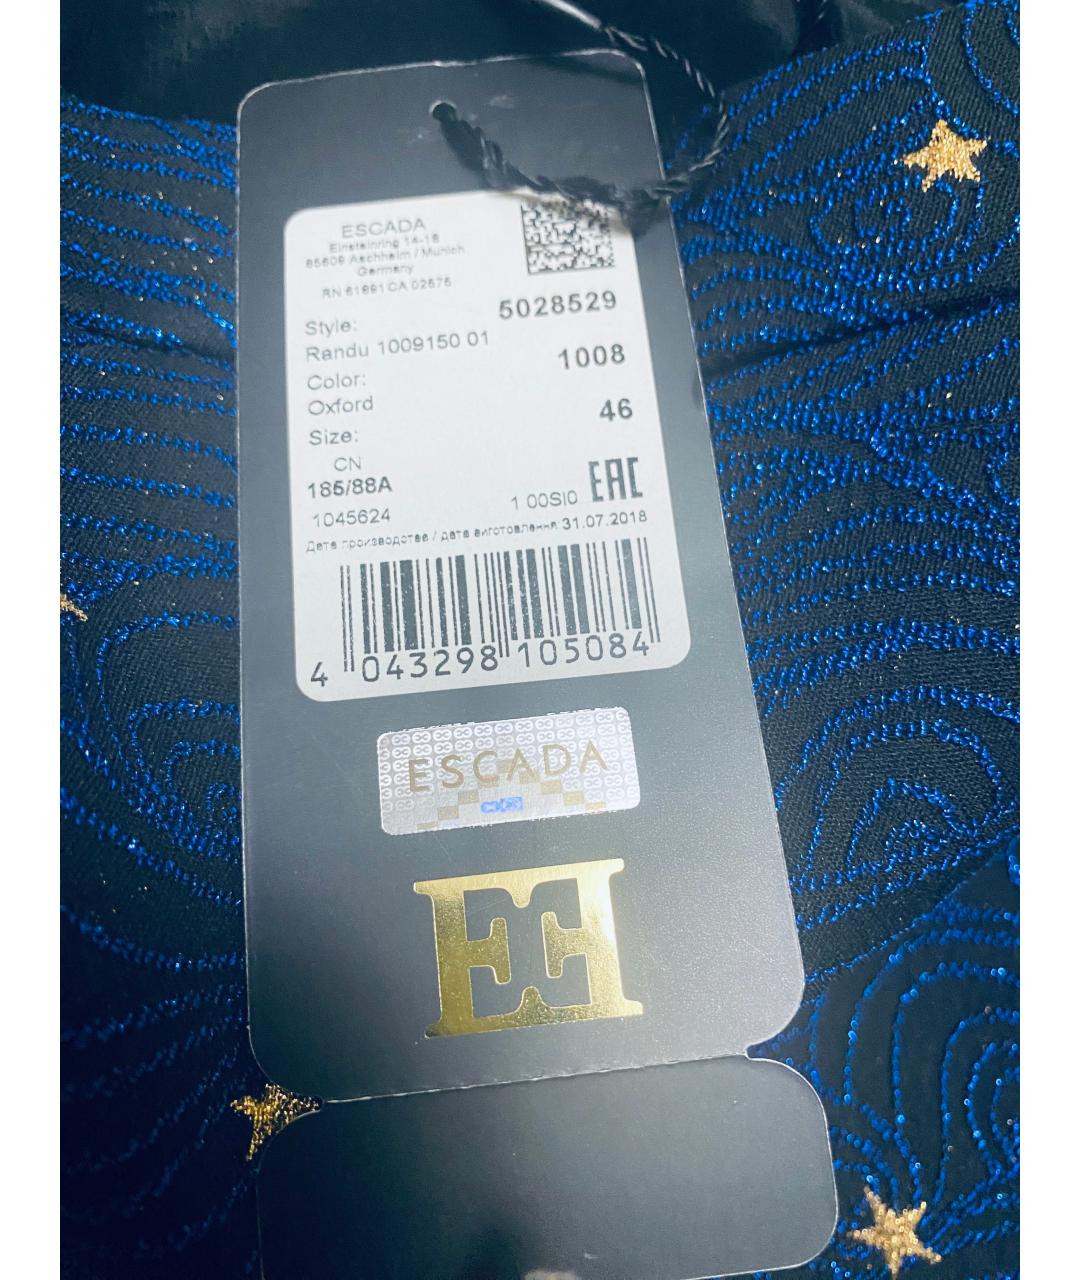 ESCADA
Einsteinring 14-18
85609 Aschheim / Munich
Germany
RN 61991 CA 02675
Style: 5028529
Randu 1009150 01
Color: 1008
Oxford
Size: 46
CN
185/88A
1045624 1 00SI0 EAC
Дата производства / дата виготовлення: 31.07.2018
4 043298 105084
ESCADA